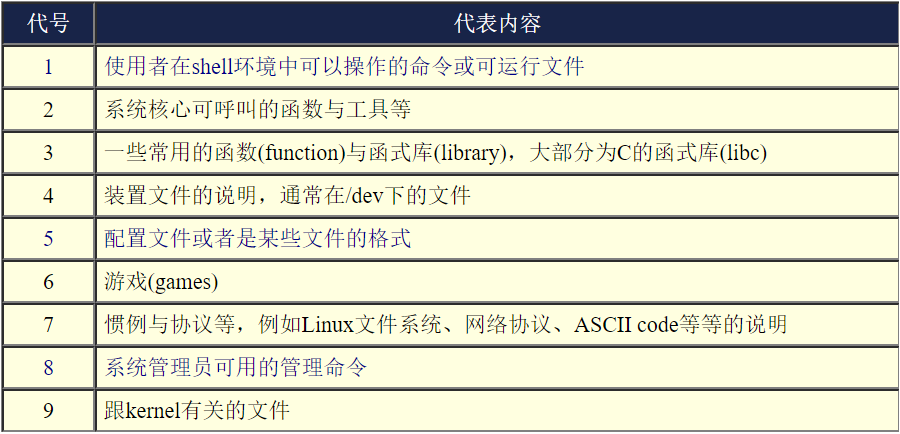 代号 代表内容
1 使用者在shell环境中可以操作的命令或可运行文件
2 系统核心可呼叫的函数与工具等
3 一些常用的函数(function)与函式库(library)，大部分为C的函式库(libc)
4 装置文件的说明，通常在/dev下的文件
5 配置文件或者是某些文件的格式
6 游戏(games)
7 惯例与协议等，例如Linux文件系统、网络协议、ASCII code等等的说明
8 系统管理员可用的管理命令
9 跟kernel有关的文件